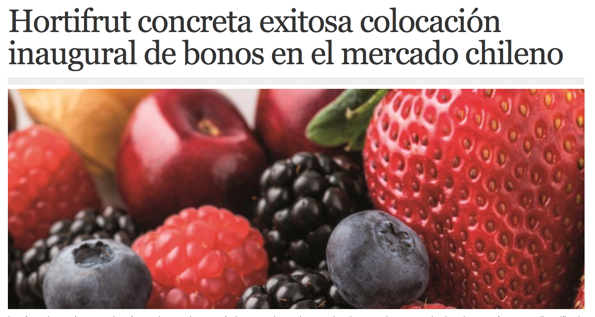 Hortifrut concreta exitosa colocación
inaugural de bonos en el mercado chileno